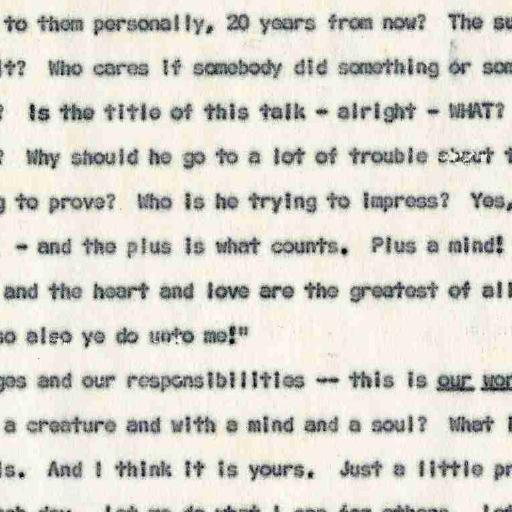 to them personally, 20 years from now? The su
it? Who cares if somebody did something or som
? Is the title of this talk - alright - WHAT?
? Why should he go to a lot of trouble about t
g to prove? Who is he trying to impress? Yes,
- and the plus is what counts. Plus a mind!
and the heart and love are the greatest of all
so also ye do unto me!"
ges and our responsibilities -- this is our wor
a creature and with a mind and a soul? What i
is. And I think it is yours. Just a little pr